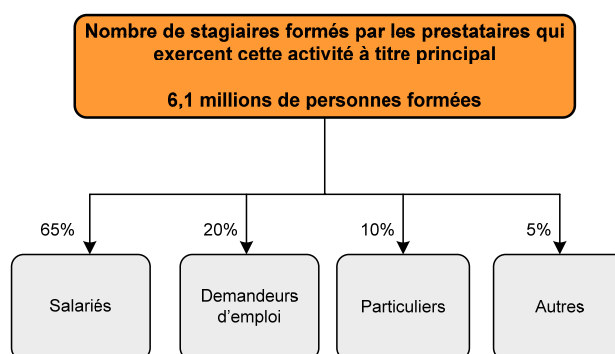 Nombre de stagiaires formés par les prestataires qui
exercent cette activité à titre principal
6,1 millions de personnes formées
65%
20%
10%
5%
Salariés
Demandeurs
d'emploi
Particuliers
Autres